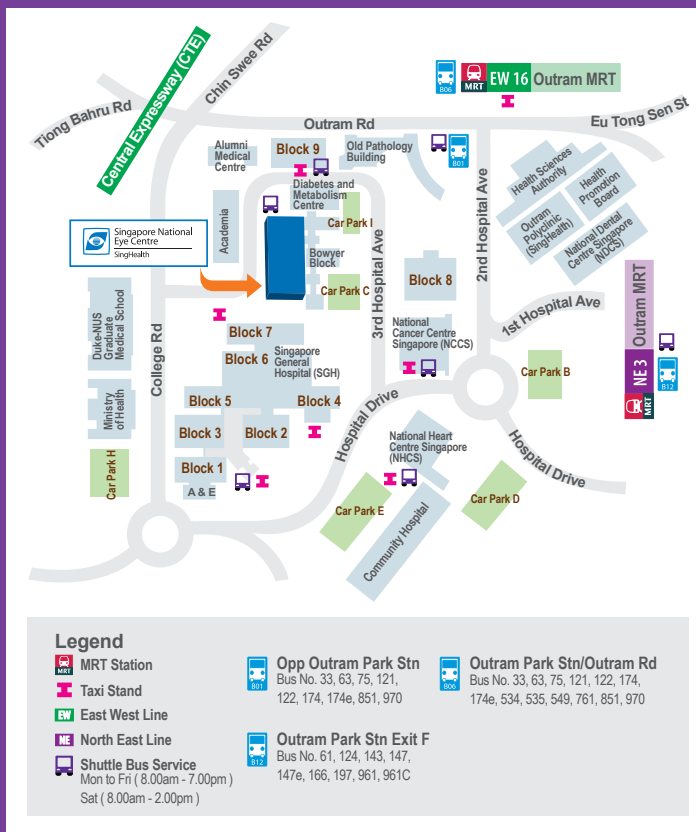 Central Expressway (CTE)
Chin Swee Rd
Tiong Bahru Rd
B06
MRT
EW 16
Outram MRT
Eu Tong Sen St
Outram Rd
Alumni
Medical
Centre
Block 9
Old Pathology
Building
B01
2nd Hospital Ave
Health Sciences
Authority
Health
Promotion
Board
Outram
Polyclinic
(SingHealth)
National Dental
Centre Singapore
(NDCS)
Diabetes and
Metabolism
Centre
Car Park I
Academia
Singapore National
Eye Centre
SingHealth
Bowyer
Block
Car Park C
3rd Hospital Ave
Block 8
1st Hospital Ave
Outram MRT
NE 3
MRT
B12
Duke-NUS
Graduate
Medical School
College Rd
Block 7
Block 6
Singapore
General
Hospital (SGH)
National
Cancer Centre
Singapore (NCCS)
Car Park B
Ministry
of Health
Block 5
Block 4
Block 3
Block 2
Hospital Drive
Hospital Drive
National Heart
Centre Singapore
(NHCS)
Car Park H
Block 1
A & E
Car Park E
Community Hospital
Car Park D
Legend
MRT
MRT Station
Taxi Stand
EW
East West Line
NE
North East Line
Shuttle Bus Service
Mon to Fri ( 8.00am - 7.00pm )
Sat ( 8.00am - 2.00pm )
B01
Opp Outram Park Stn
Bus No. 33, 63, 75, 121,
122, 174, 174e, 851, 970
B12
Outram Park Stn Exit F
Bus No. 61, 124, 143, 147,
147e, 166, 197, 961, 961C
B06
Outram Park Stn/Outram Rd
Bus No. 33, 63, 75, 121, 122, 174,
174e, 534, 535, 549, 761, 851, 970